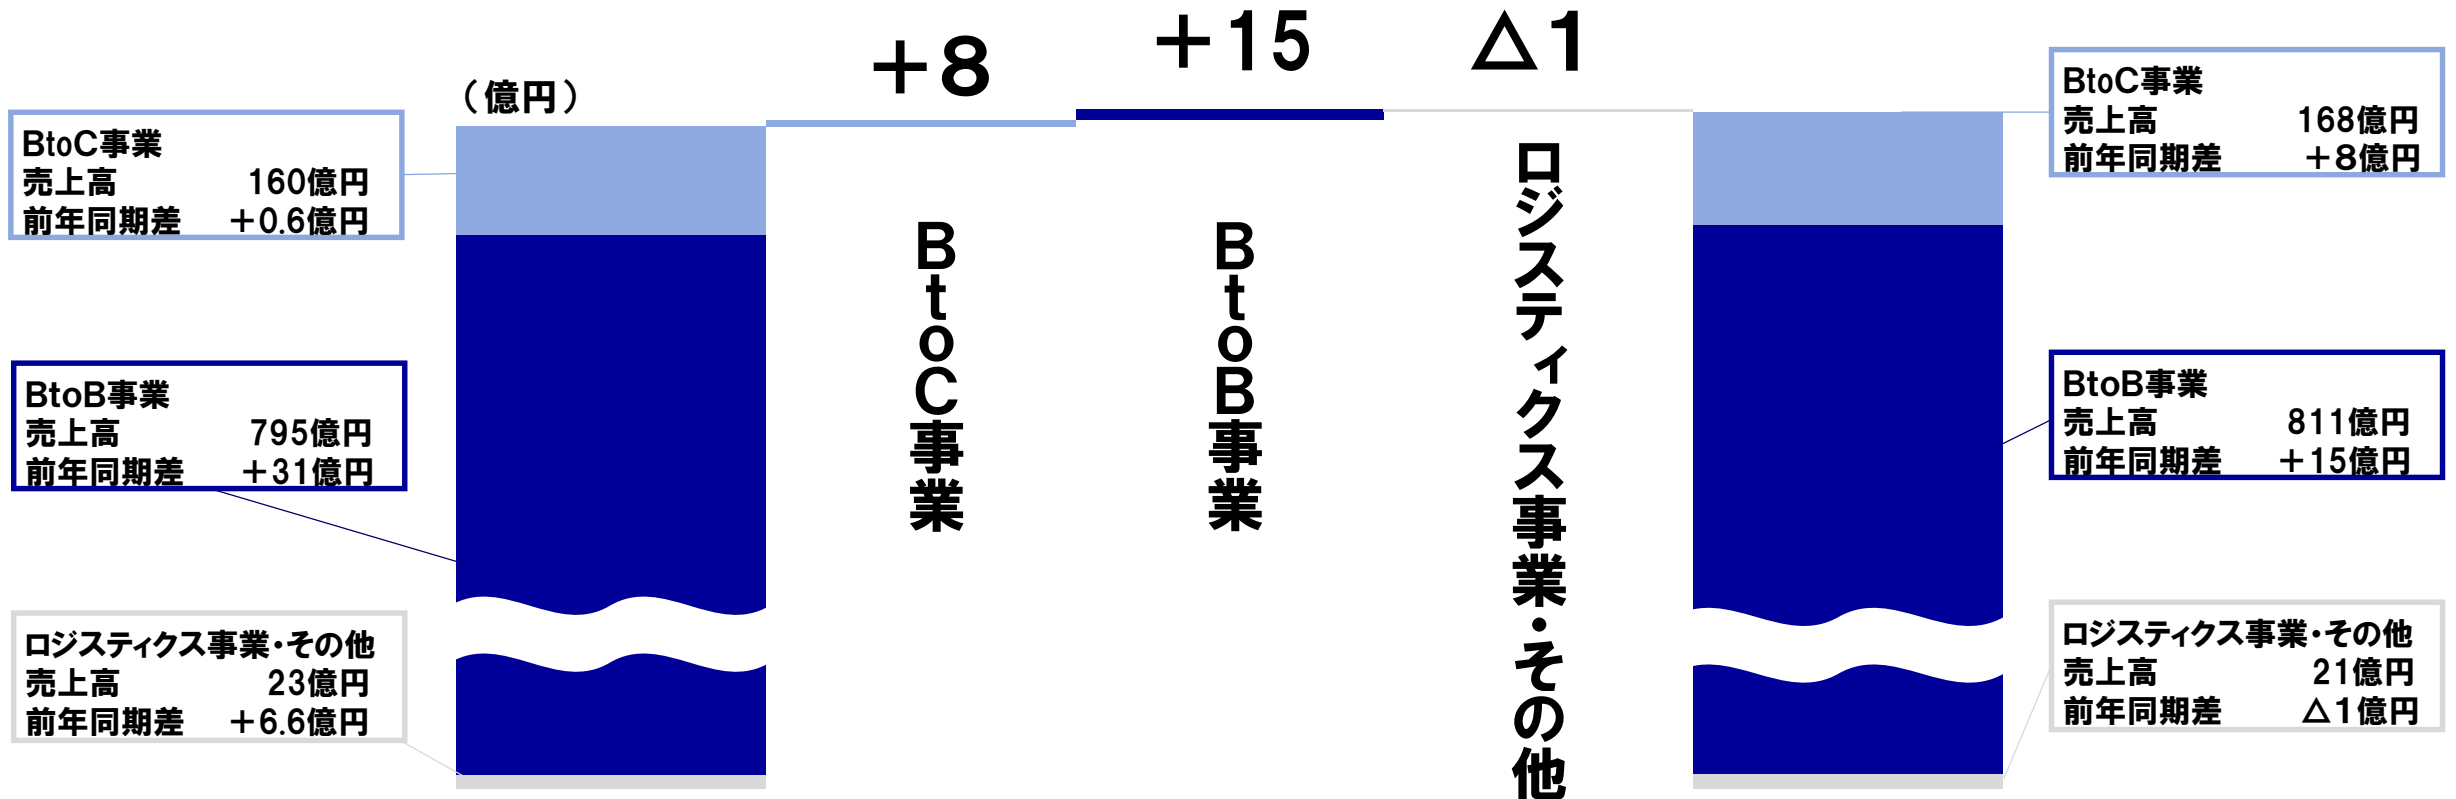 （億円）
BtoC事業
売上高 160億円
前年同期差 ＋0.6億円
BtoB事業
売上高 795億円
前年同期差 ＋31億円
ロジスティクス事業・その他
売上高 23億円
前年同期差 ＋6.6億円
＋8
BtoC事業
＋15
BtoB事業
△1
ロジスティクス事業・その他
BtoC事業
売上高 168億円
前年同期差 ＋8億円
BtoB事業
売上高 811億円
前年同期差 ＋15億円
ロジスティクス事業・その他
売上高 21億円
前年同期差 △1億円